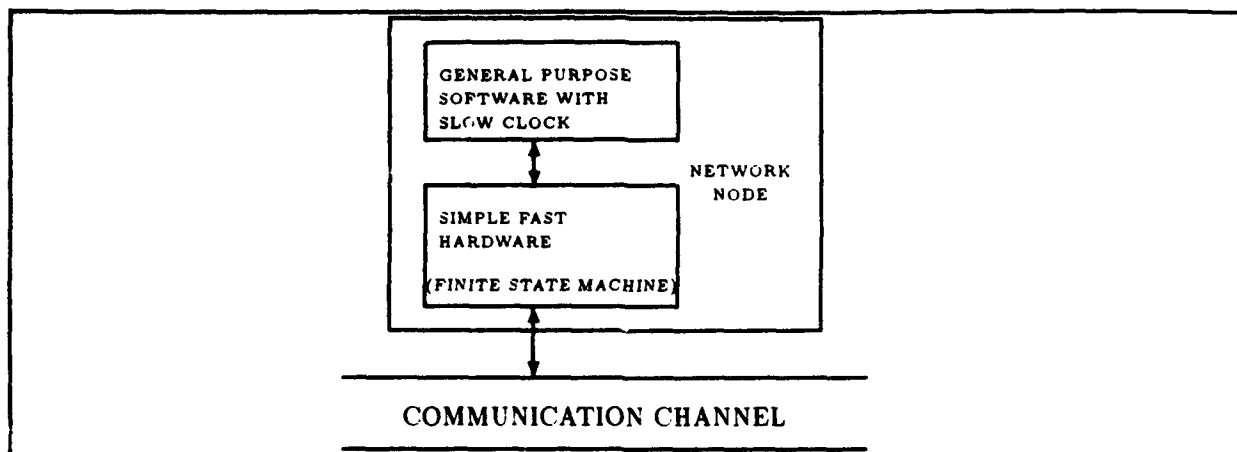 GENERAL PURPOSE
SOFTWARE WITH
SLOW CLOCK
NETWORK
NODE
SIMPLE FAST
HARDWARE
(FINITE STATE MACHINE)
COMMUNICATION CHANNEL